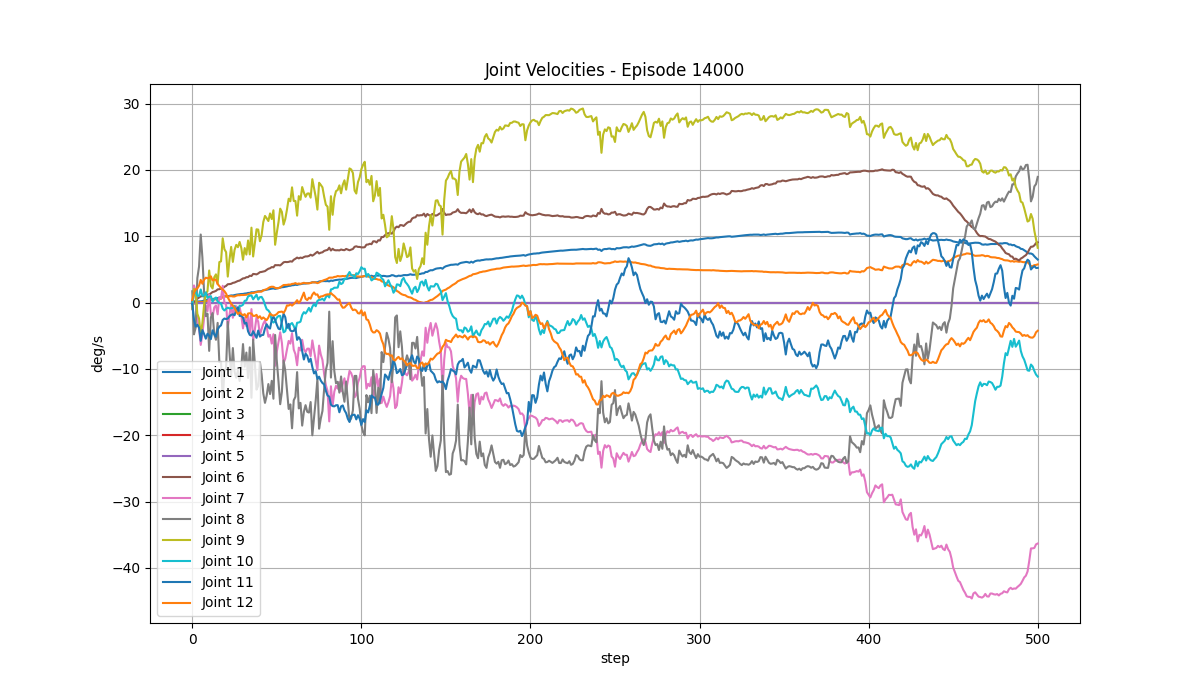 Joint Velocities - Episode 14000
deg/s
30
20
10
0
−10
−20
−30
−40
Joint 1
Joint 2
Joint 3
Joint 4
Joint 5
Joint 6
Joint 7
Joint 8
Joint 9
Joint 10
Joint 11
Joint 12
0 100 200 300 400 500
step